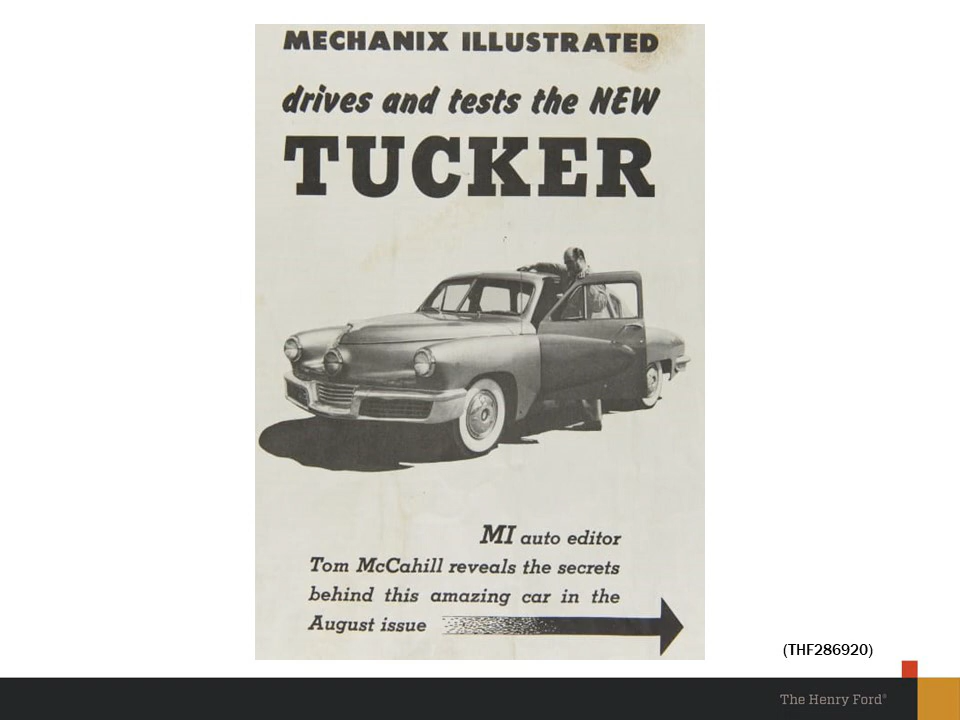 MECHANIX ILLUSTRATED
drives and tests the NEW
TUCKER
MI auto editor
Tom McCahill reveals the secrets
behind this amazing car in the
August issue
(THF286920)
The Henry Ford®